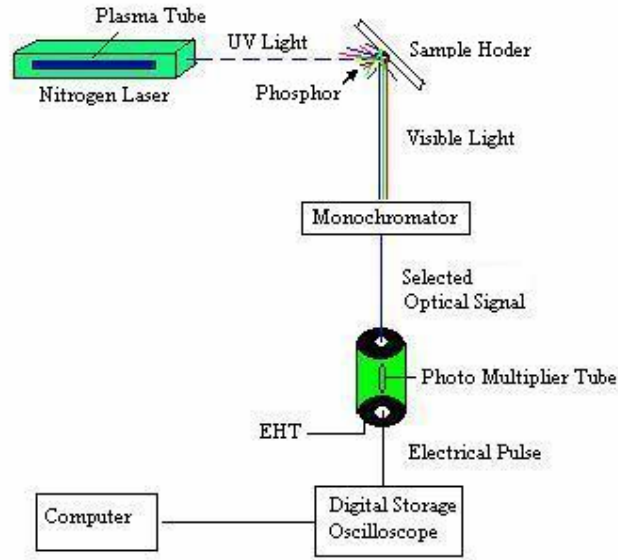 Plasma Tube
UV Light
Sample Hoder
Nitrogen Laser
Phosphor
Visible Light
Monochromator
Selected
Optical Signal
Photo Multiplier Tube
EHT
Electrical Pulse
Computer
Digital Storage
Oscilloscope